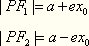 | PF₁ | = a + ex₀
| PF₂ | = a − ex₀